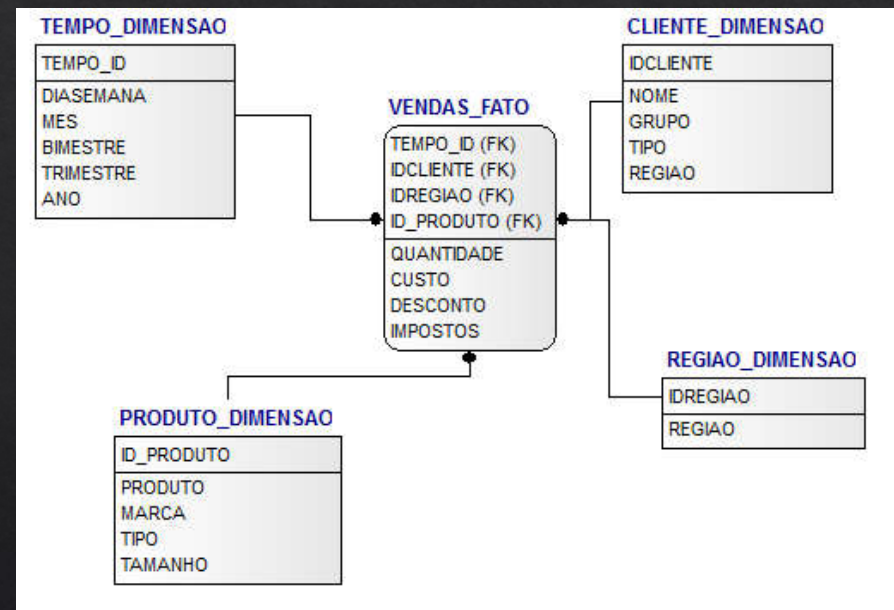 TEMPO_DIMENSAO
TEMPO_ID
DIASEMANA
MES
BIMESTRE
TRIMESTRE
ANO
VENDAS_FATO
TEMPO_ID (FK)
IDCLIENTE (FK)
IDREGIAO (FK)
ID_PRODUTO (FK)
QUANTIDADE
CUSTO
DESCONTO
IMPOSTOS
CLIENTE_DIMENSAO
IDCLIENTE
NOME
GRUPO
TIPO
REGIAO
PRODUTO_DIMENSAO
ID_PRODUTO
PRODUTO
MARCA
TIPO
TAMANHO
REGIAO_DIMENSAO
IDREGIAO
REGIAO